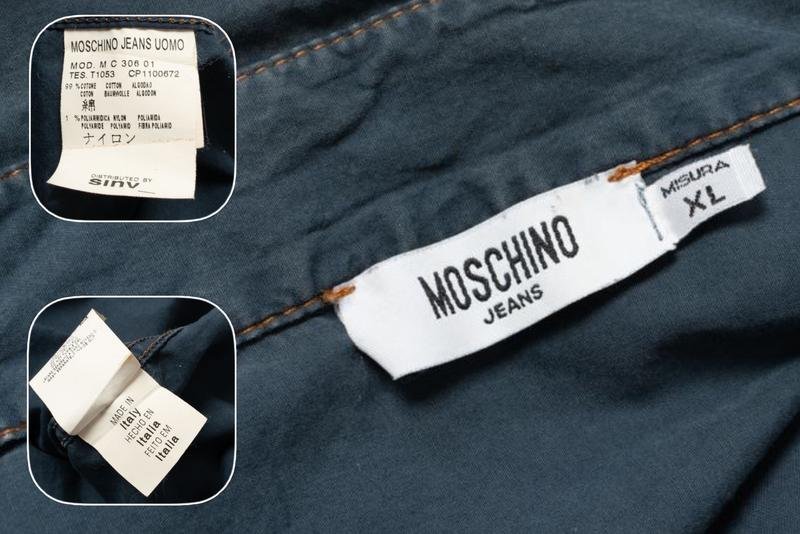 MOSCHINO JEANS UOMO
MOD. M C 306 01
TES. T1053 CP1100672
99 % COTONE COTTON ALGODAO
COTON BAUMWOLLE ALGODON
綿
1 % POLIAMMIDICA NYLON POLIAMIDA
POLYAMIDE POLYAMID FIBRA POLIAMIDI
ナイロン
DISTRIBUTED BY
sinv
MOSCHINO
JEANS
MISURA
XL
MADE IN
Italy
HECHO EN
Italia
FEITO EM
Italia